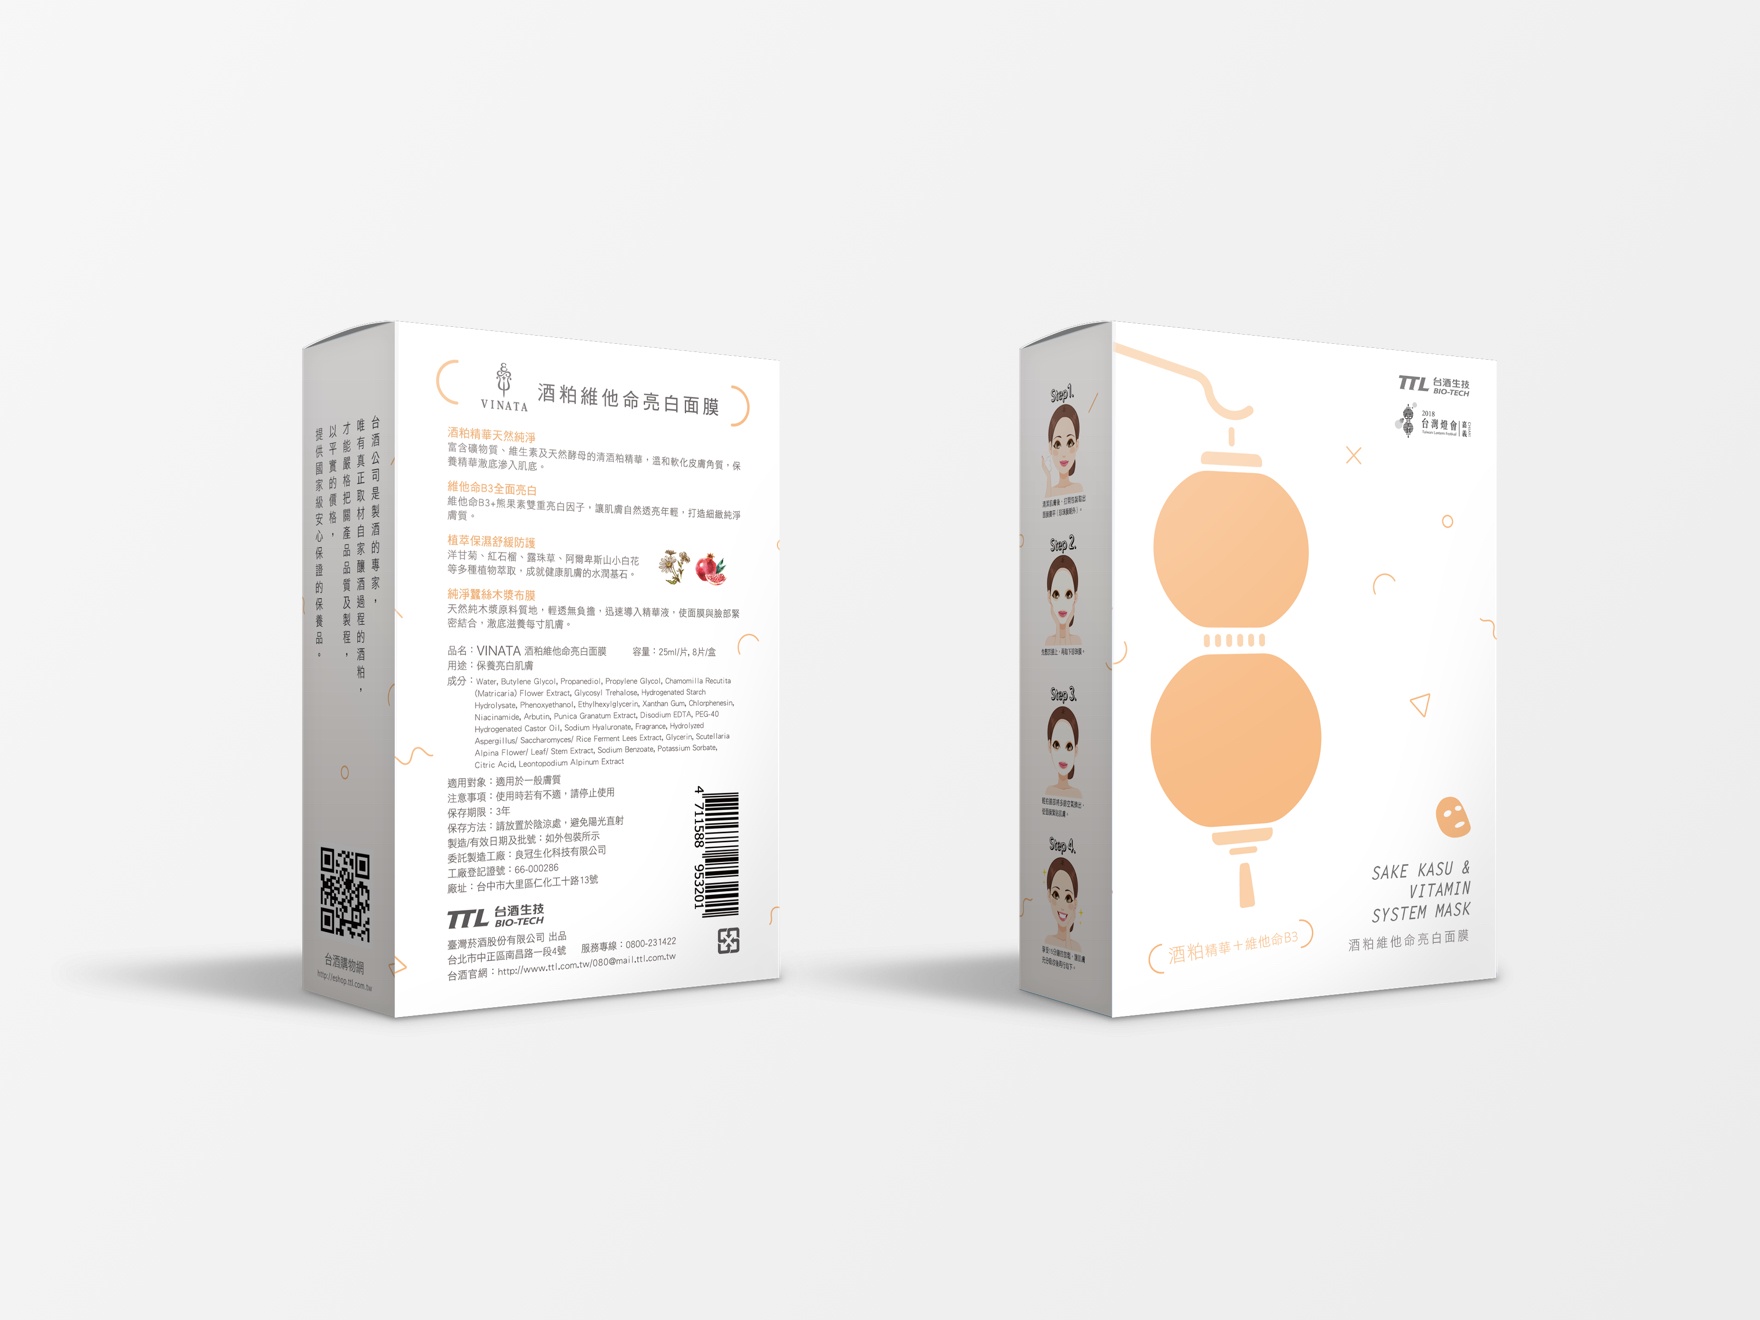 台酒公司是製酒的專家，
唯有真正取材自家釀酒過程的酒粕，
才能嚴格把關產品品質及製程，
以平實的價格，
提供國家級安心保證的保養品。
台酒購物網
http://eshop.ttl.com.tw
VINATA
酒粕維他命亮白面膜
酒粕精華天然純淨
富含礦物質、維生素及天然酵母的清酒粕精華，溫和軟化皮膚角質，保
養精華澈底滲入肌底。
維他命B3全面亮白
維他命B3+熊果素雙重亮白因子，讓肌膚自然透亮年輕，打造細緻純淨
膚質。
植萃保濕舒緩防護
洋甘菊、紅石榴、露珠草、阿爾卑斯山小白花
等多種植物萃取，成就健康肌膚的水潤基石。
純淨蠶絲木漿布膜
天然純木漿原料質地，輕透無負擔，迅速導入精華液，使面膜與臉部緊
密結合，澈底滋養每寸肌膚。
品名：VINATA 酒粕維他命亮白面膜 容量：25ml/片, 8片/盒
用途：保養亮白肌膚
成分：Water, Butylene Glycol, Propanediol, Propylene Glycol, Chamomilla Recutita
(Matricaria) Flower Extract, Glycosyl Trehalose, Hydrogenated Starch
Hydrolysate, Phenoxyethanol, Ethylhexylglycerin, Xanthan Gum, Chlorphenesin,
Niacinamide, Arbutin, Punica Granatum Extract, Disodium EDTA, PEG-40
Hydrogenated Castor Oil, Sodium Hyaluronate, Fragrance, Hydrolyzed
Aspergillus/ Saccharomyces/ Rice Ferment Lees Extract, Glycerin, Scutellaria
Alpina Flower/ Leaf/ Stem Extract, Sodium Benzoate, Potassium Sorbate,
Citric Acid, Leontopodium Alpinum Extract
適用對象：適用於一般膚質
注意事項：使用時若有不適，請停止使用
保存期限：3年
保存方法：請放置於陰涼處，避免陽光直射
製造/有效日期及批號：如外包裝所示
委託製造工廠：良冠生化科技有限公司
工廠登記證號：66-000286
廠址：台中市大里區仁化工十路13號
4 711588 953201
TTL 台酒生技
BIO-TECH
臺灣菸酒股份有限公司 出品
台北市中正區南昌路一段4號 服務專線：0800-231422
台酒官網：http://www.ttl.com.tw/080@mail.ttl.com.tw
Step1.
Step 2.
Step 3.
Step 4.
TTL 台酒生技
BIO-TECH
2018
台灣燈會
嘉義
酒粕精華＋維他命B3
SAKE KASU &
VITAMIN
SYSTEM MASK
酒粕維他命亮白面膜